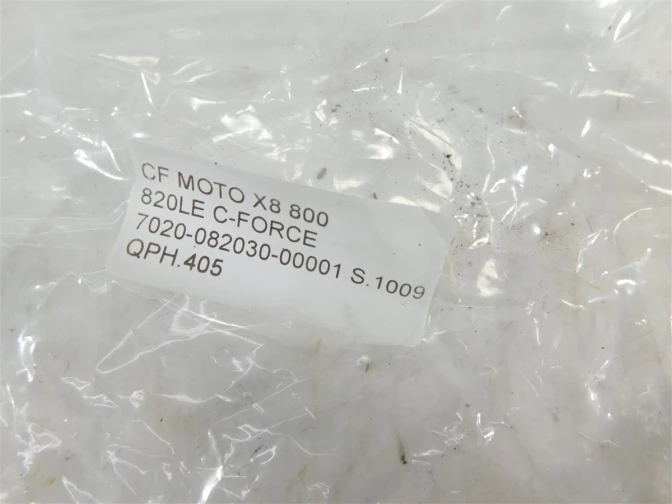 CF MOTO X8 800
820LE C-FORCE
7020-082030-00001 S.1009
QPH.405